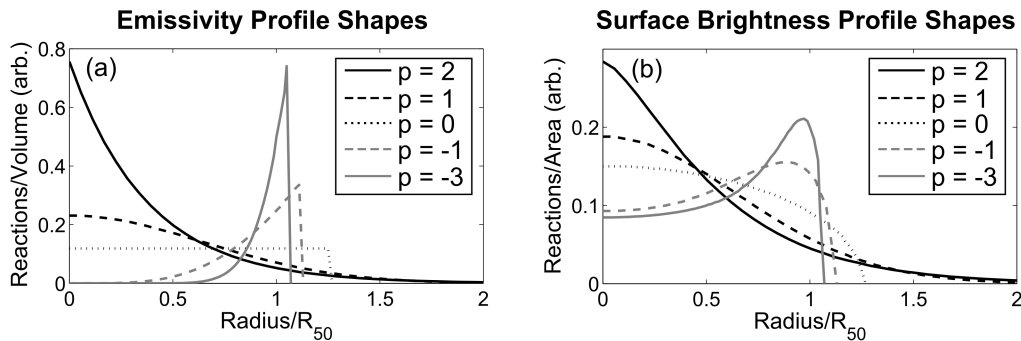 Emissivity Profile Shapes
(a)
Reactions/Volume (arb.)
0.8
0.6
0.4
0.2
0
p = 2
p = 1
p = 0
p = -1
p = -3
0
0.5
1
1.5
2
Radius/R50
Surface Brightness Profile Shapes
(b)
Reactions/Area (arb.)
0.2
0.1
0
p = 2
p = 1
p = 0
p = -1
p = -3
0
0.5
1
1.5
2
Radius/R50